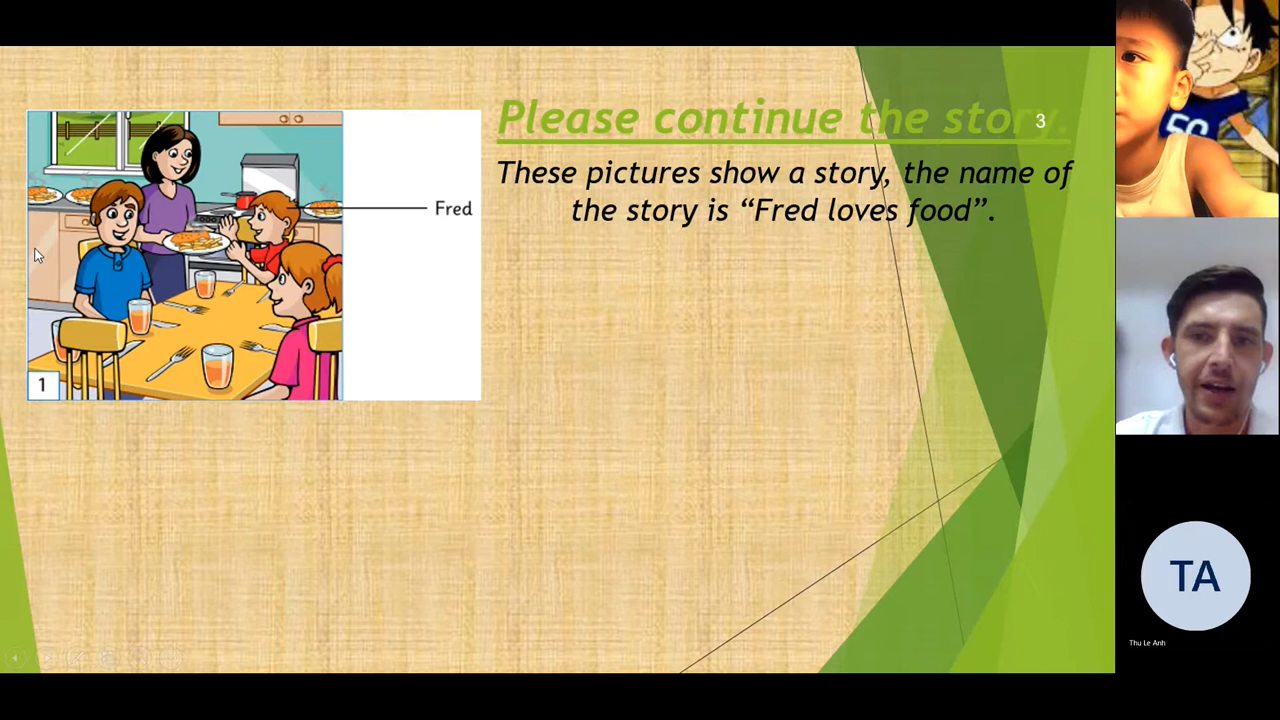 Please continue the story.
3
These pictures show a story, the name of
the story is “Fred loves food”.
Fred
1
50
TA
Thu Le Anh